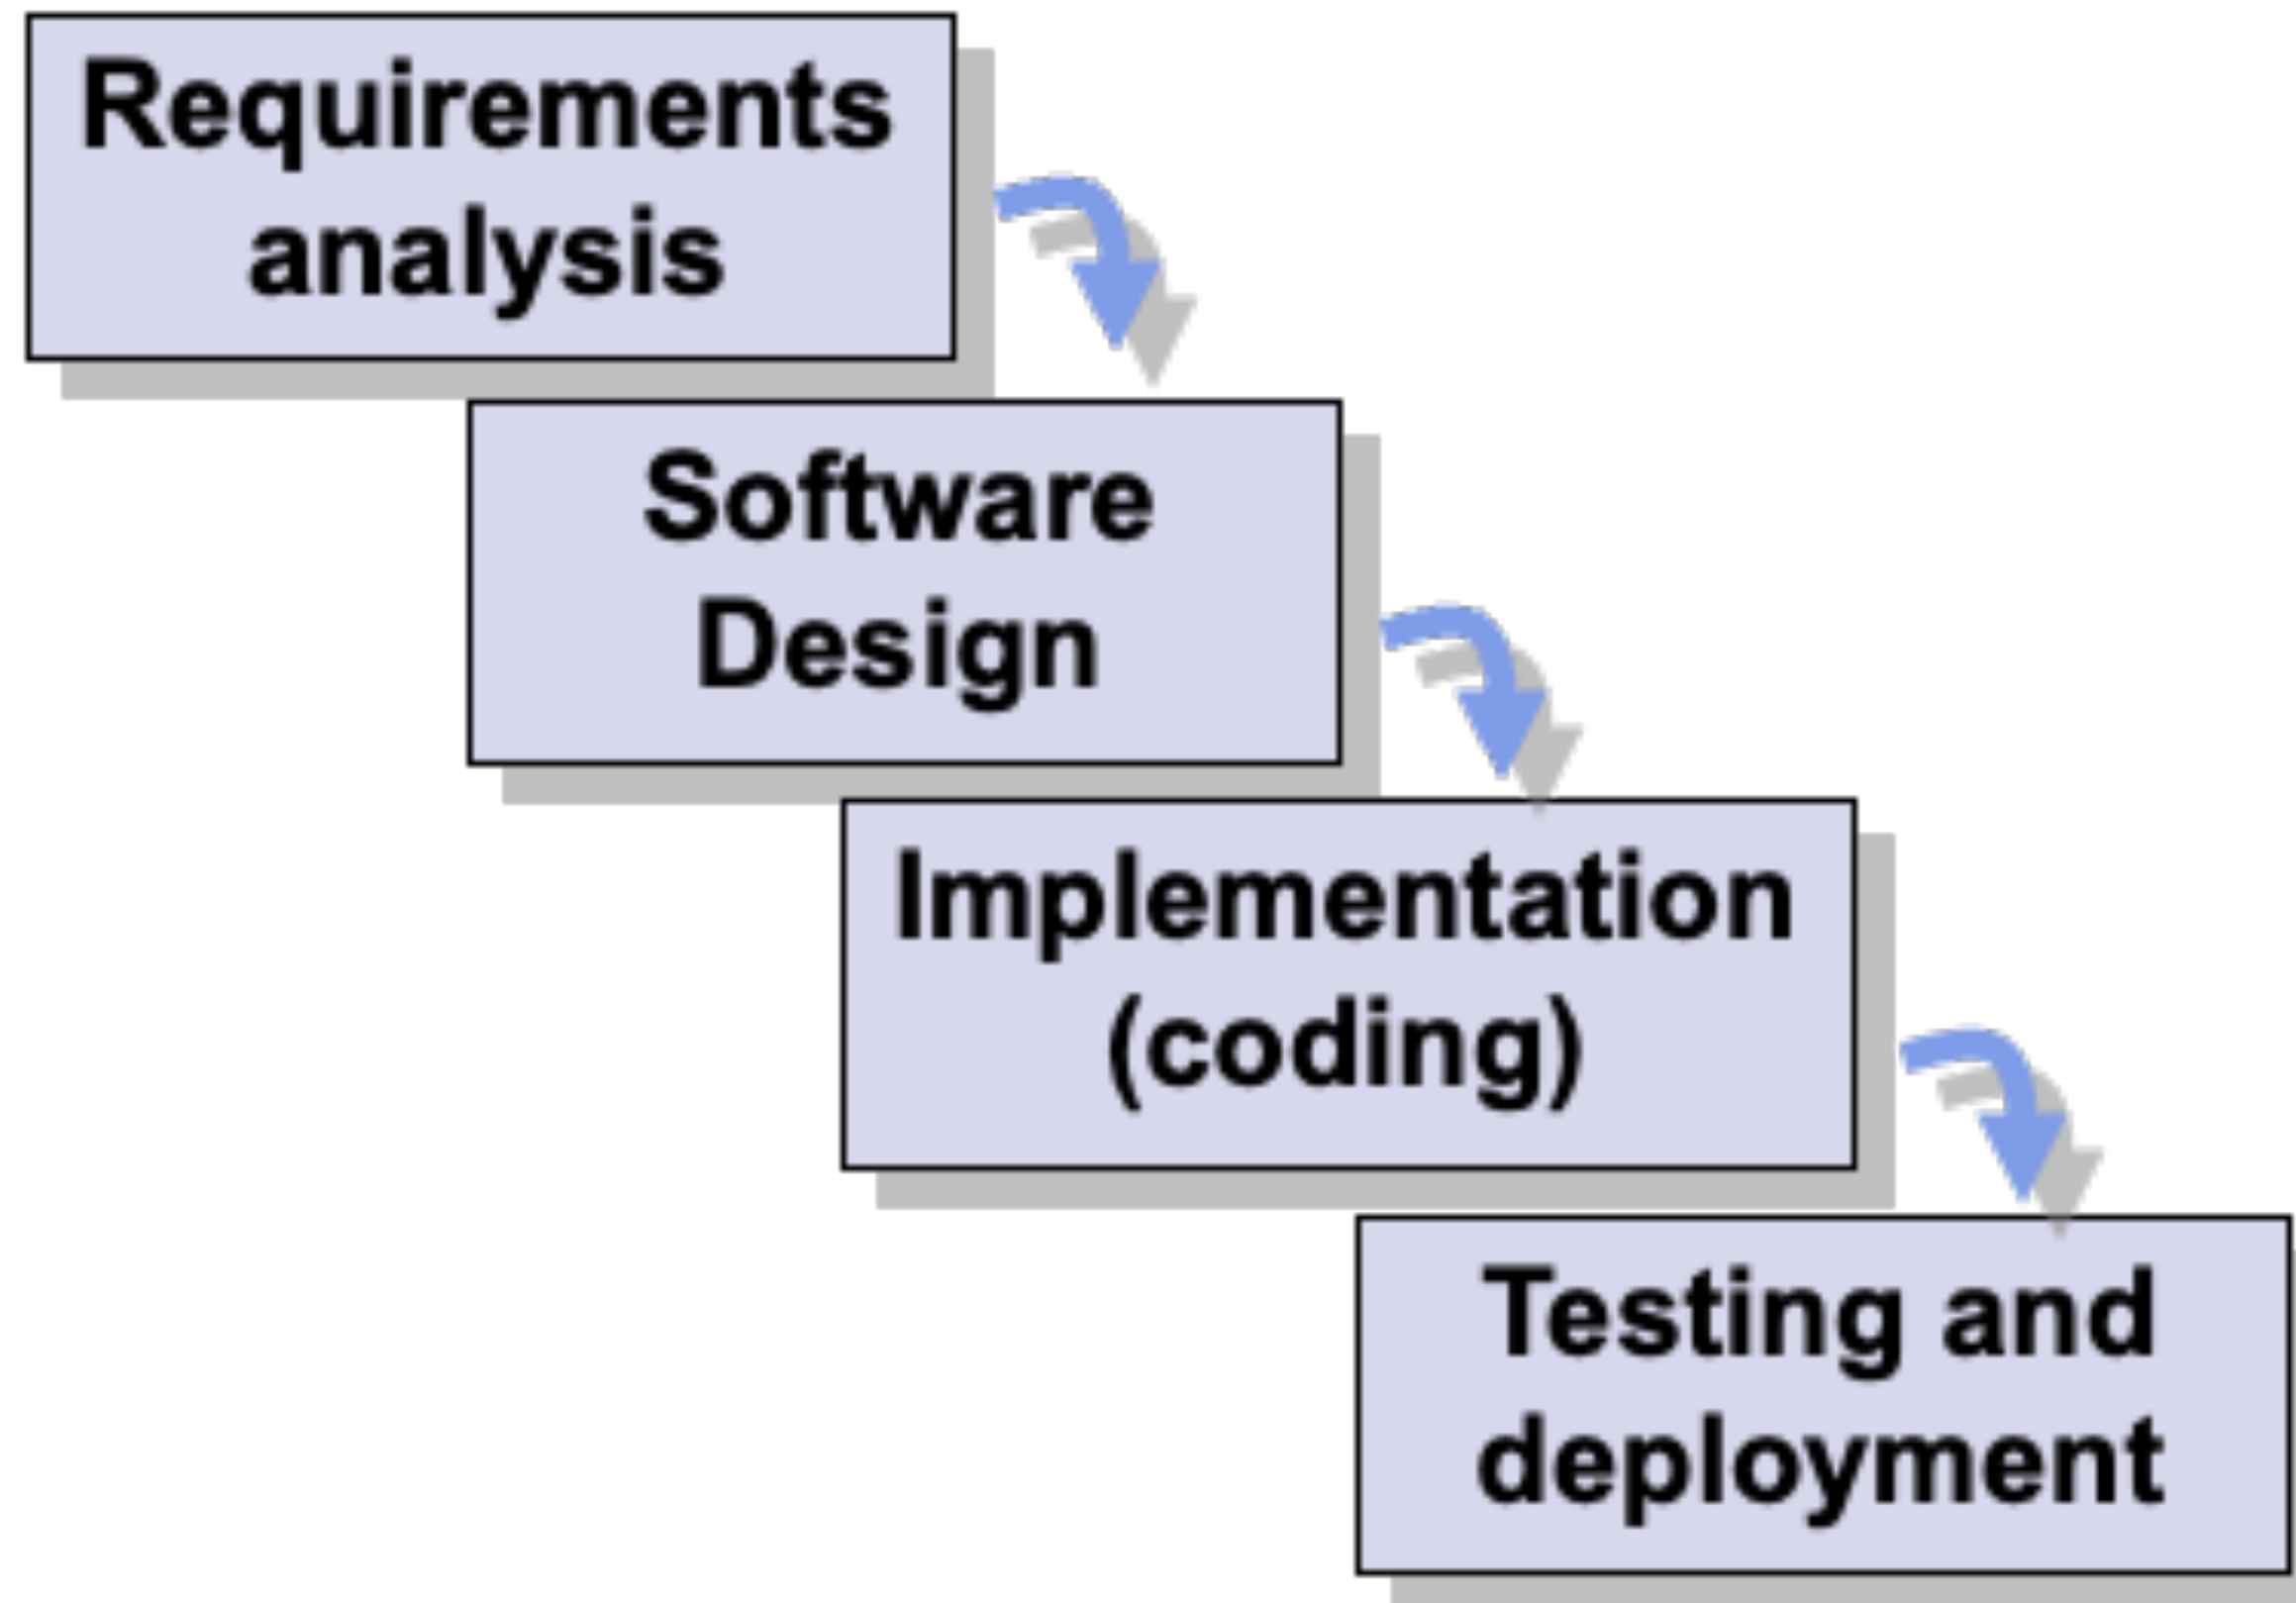 Requirements
analysis
Software
Design
Implementation
(coding)
Testing and
deployment